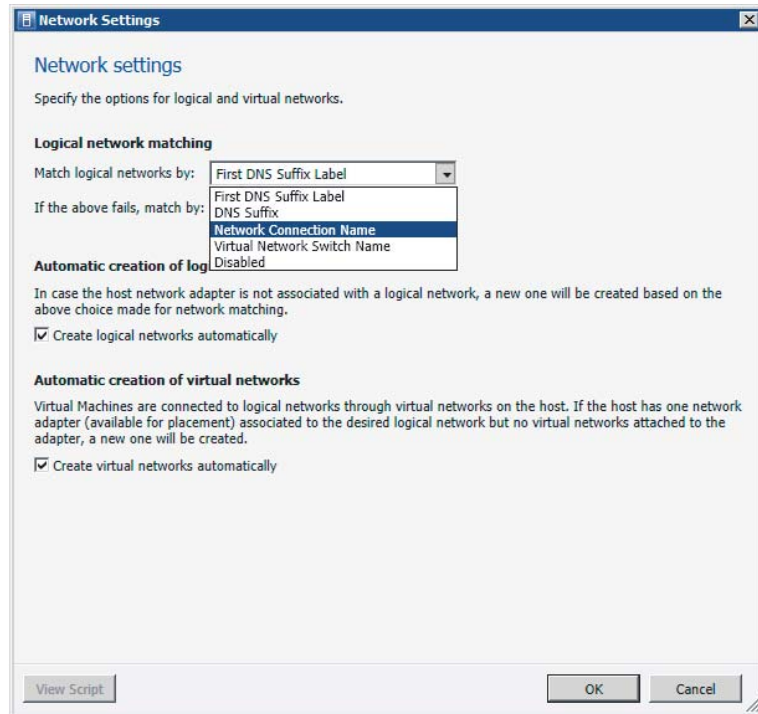 Network Settings
Network settings
Specify the options for logical and virtual networks.
Logical network matching
Match logical networks by: First DNS Suffix Label
First DNS Suffix Label
If the above fails, match by: DNS Suffix
Network Connection Name
Virtual Network Switch Name
Disabled
Automatic creation of log
In case the host network adapter is not associated with a logical network, a new one will be created based on the
above choice made for network matching.
Create logical networks automatically
Automatic creation of virtual networks
Virtual Machines are connected to logical networks through virtual networks on the host. If the host has one network
adapter (available for placement) associated to the desired logical network but no virtual networks attached to the
adapter, a new one will be created.
Create virtual networks automatically
View Script OK Cancel